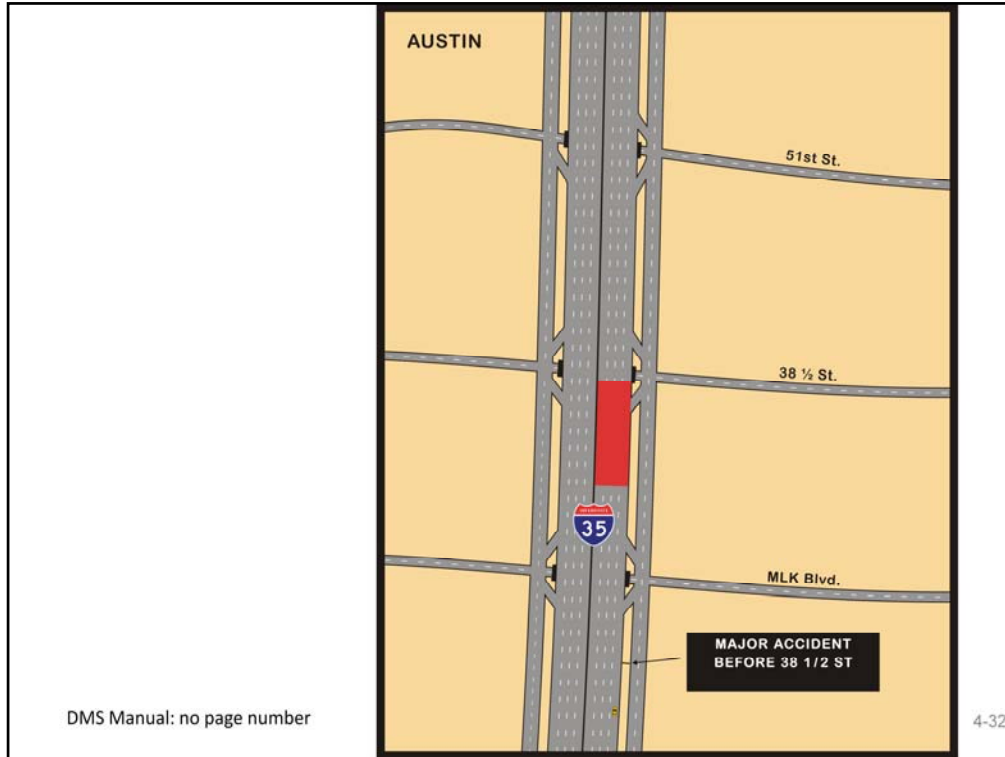 AUSTIN
51st St.
38 ½ St.
35
MLK Blvd.
MAJOR ACCIDENT
BEFORE 38 1/2 ST
DMS Manual: no page number
4-32